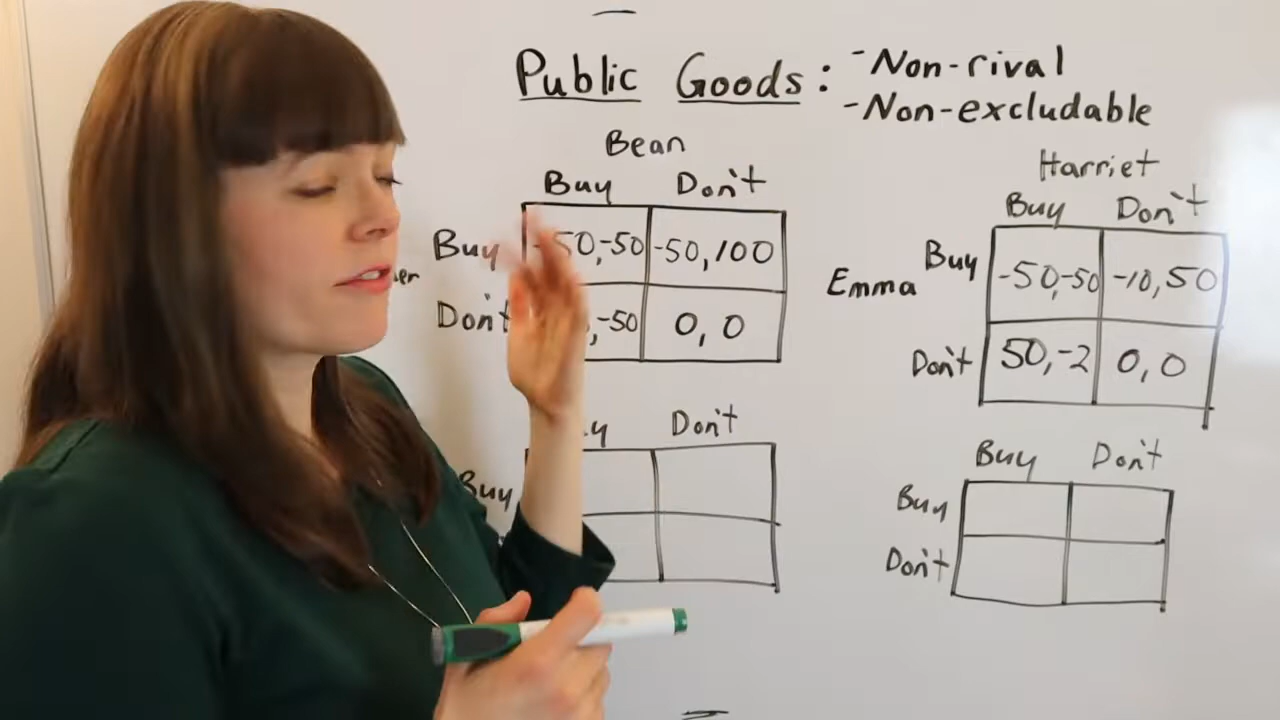 Public Goods: -Non-rival
-Non-excludable
Bean
Buy Don't
Buy 50,-50 -50,100
Don't ,-50 0,0
Harriet
Buy Don't
Emma
Buy -50,-50 -10,50
Don't 50,-2 0,0
Don't
Buy
Buy Don't
Buy
Don't